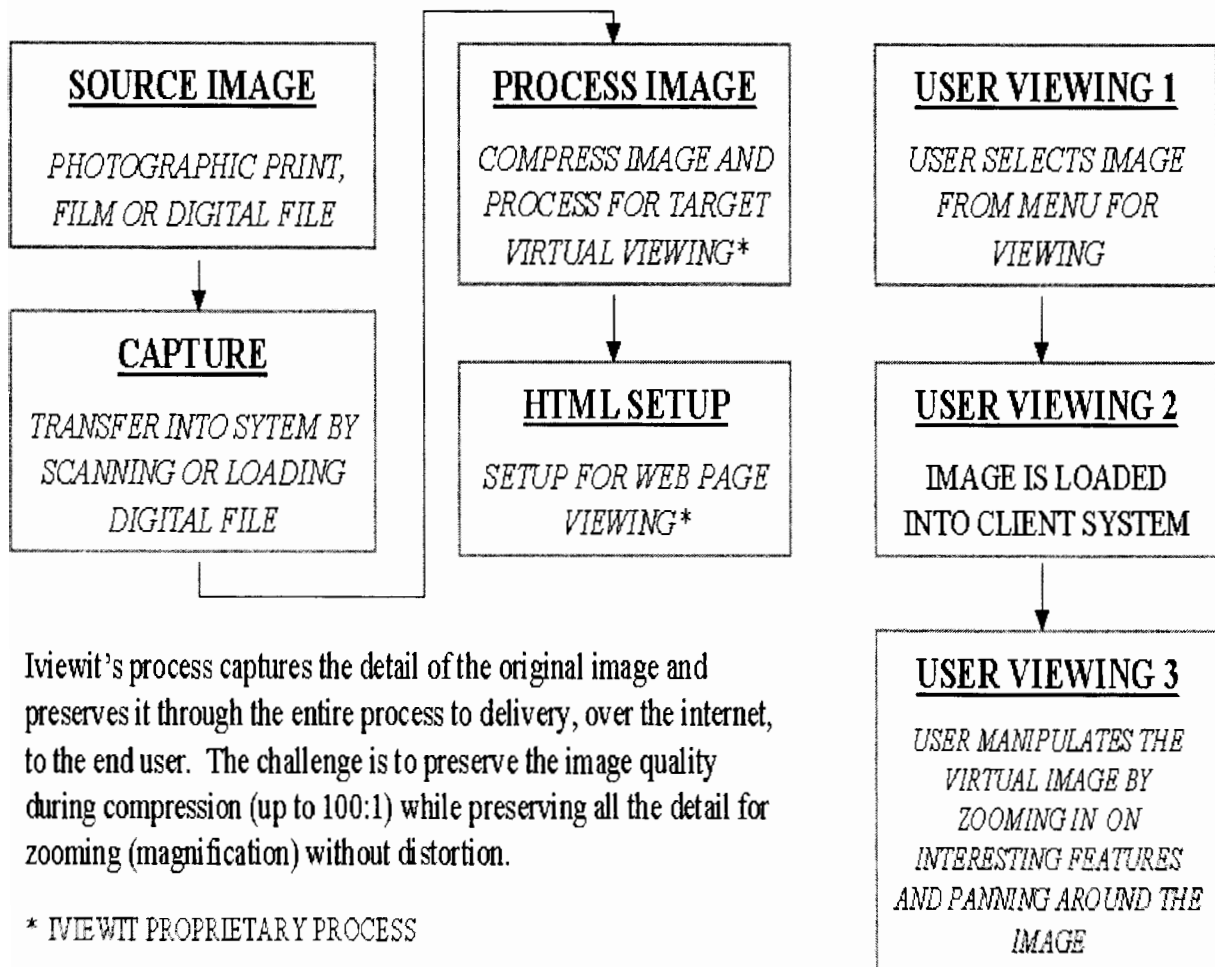 SOURCE IMAGE
PHOTOGRAPHIC PRINT,
FILM OR DIGITAL FILE
CAPTURE
TRANSFER INTO SYTEM BY
SCANNING OR LOADING
DIGITAL FILE
PROCESS IMAGE
COMPRESS IMAGE AND
PROCESS FOR TARGET
VIRTUAL VIEWING*
HTML SETUP
SETUP FOR WEB PAGE
VIEWING*
USER VIEWING 1
USER SELECTS IMAGE
FROM MENU FOR
VIEWING
USER VIEWING 2
IMAGE IS LOADED
INTO CLIENT SYSTEM
USER VIEWING 3
USER MANIPULATES THE
VIRTUAL IMAGE BY
ZOOMING IN ON
INTERESTING FEATURES
AND PANNING AROUND THE
IMAGE
Iviewit's process captures the detail of the original image and
preserves it through the entire process to delivery, over the internet,
to the end user. The challenge is to preserve the image quality
during compression (up to 100:1) while preserving all the detail for
zooming (magnification) without distortion.
* IVIEWIT PROPRIETARY PROCESS